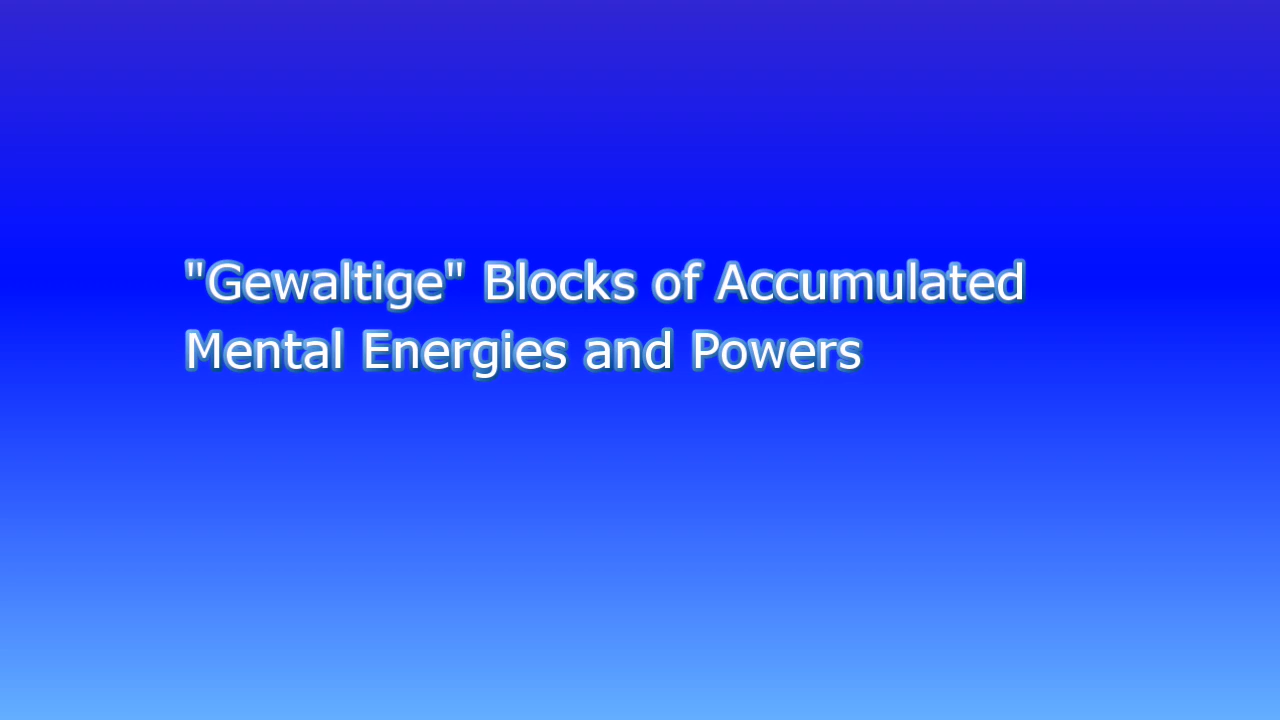 "Gewaltige" Blocks of Accumulated
Mental Energies and Powers